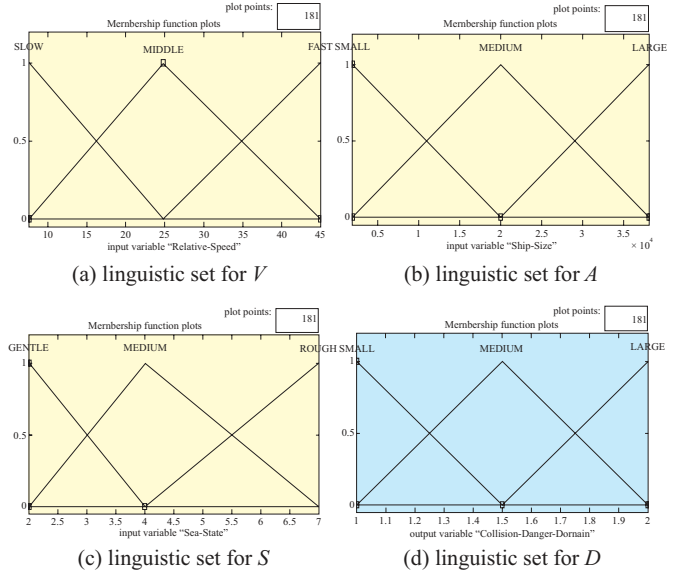 plot points: 181
Mernbership function plots
SLOW MIDDLE FAST
1
0.5
0
10 15 20 25 30 35 40 45
input variable “Relative-Speed”
(a) linguistic set for V
plot points: 181
Mernbership function plots
SMALL MEDIUM LARGE
1
0.5
0
0.5 1 1.5 2 2.5 3 3.5
× 10⁴
input variable “Ship-Size”
(b) linguistic set for A
plot points: 181
Mernbership function plots
GENTLE MEDIUM ROUGH
1
0.5
0
2 2.5 3 3.5 4 4.5 5 5.5 6 6.5 7
input variable “Sea-State”
(c) linguistic set for S
plot points: 181
Mernbership function plots
SMALL MEDIUM LARGE
1
0.5
0
1 1.1 1.2 1.3 1.4 1.5 1.6 1.7 1.8 1.9 2
output variable “Collision-Danger-Dornain”
(d) linguistic set for D